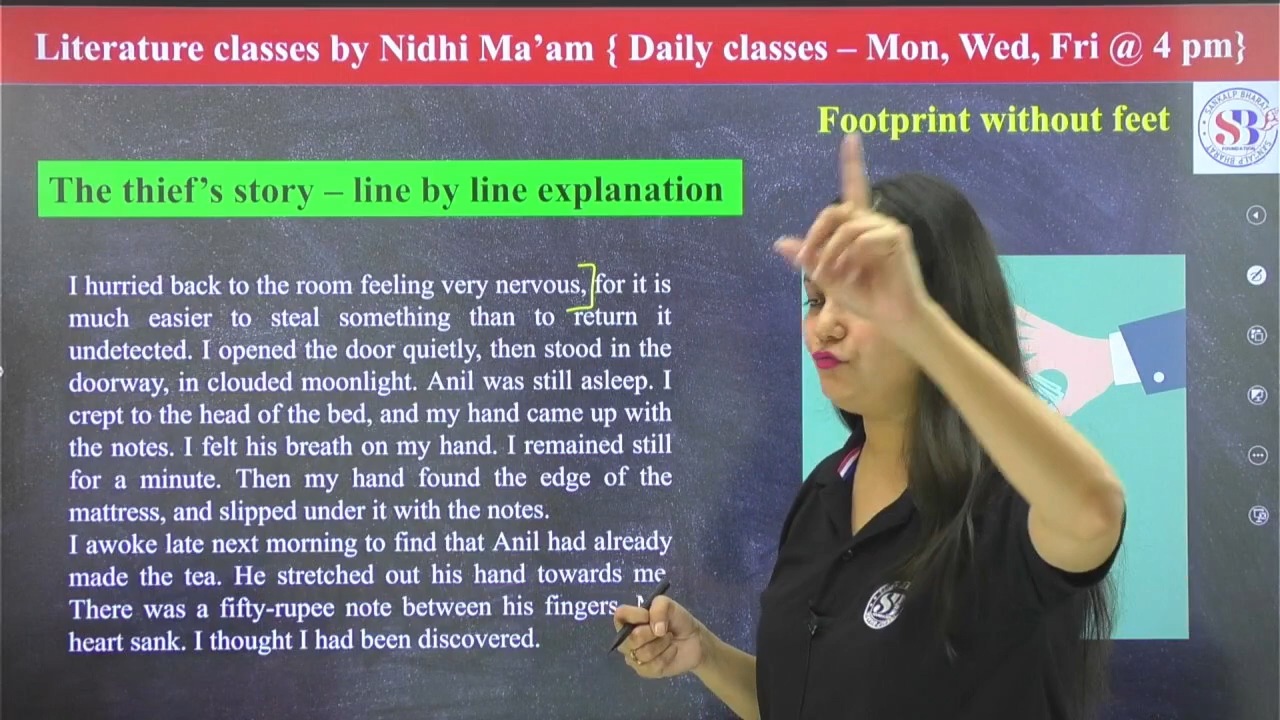 Literature classes by Nidhi Ma’am { Daily classes – Mon, Wed, Fri @ 4 pm}
Footprint without feet
SANKALP BHARAT
SB
FOUNDATION
The thief’s story – line by line explanation
I hurried back to the room feeling very nervous, for it is
much easier to steal something than to return it
undetected. I opened the door quietly, then stood in the
doorway, in clouded moonlight. Anil was still asleep. I
crept to the head of the bed, and my hand came up with
the notes. I felt his breath on my hand. I remained still
for a minute. Then my hand found the edge of the
mattress, and slipped under it with the notes.
I awoke late next morning to find that Anil had already
made the tea. He stretched out his hand towards me
There was a fifty-rupee note between his fingers.
heart sank. I thought I had been discovered.
SB